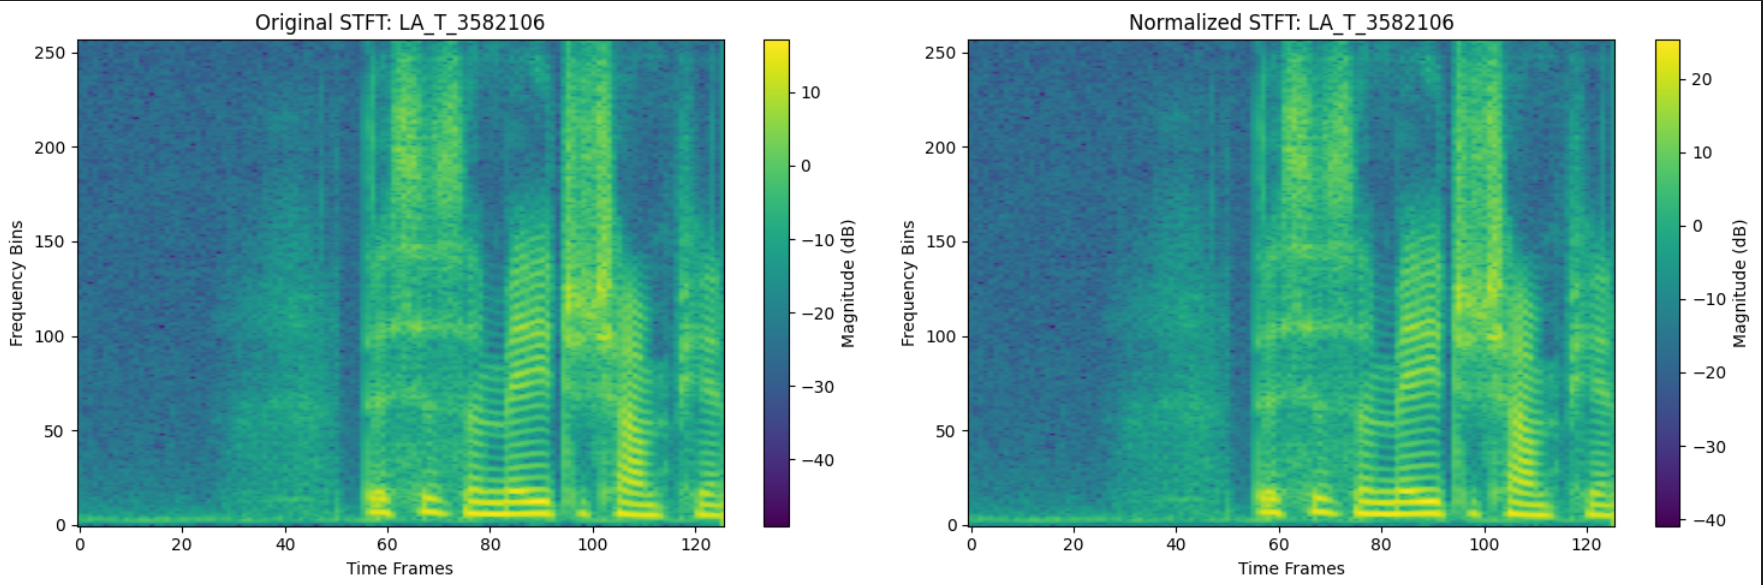 Original STFT: LA_T_3582106
250
200
150
100
50
0
Frequency Bins
0 20 40 60 80 100 120
Time Frames
10
0
−10
−20
−30
−40
Magnitude (dB)
Normalized STFT: LA_T_3582106
250
200
150
100
50
0
Frequency Bins
0 20 40 60 80 100 120
Time Frames
20
10
0
−10
−20
−30
−40
Magnitude (dB)